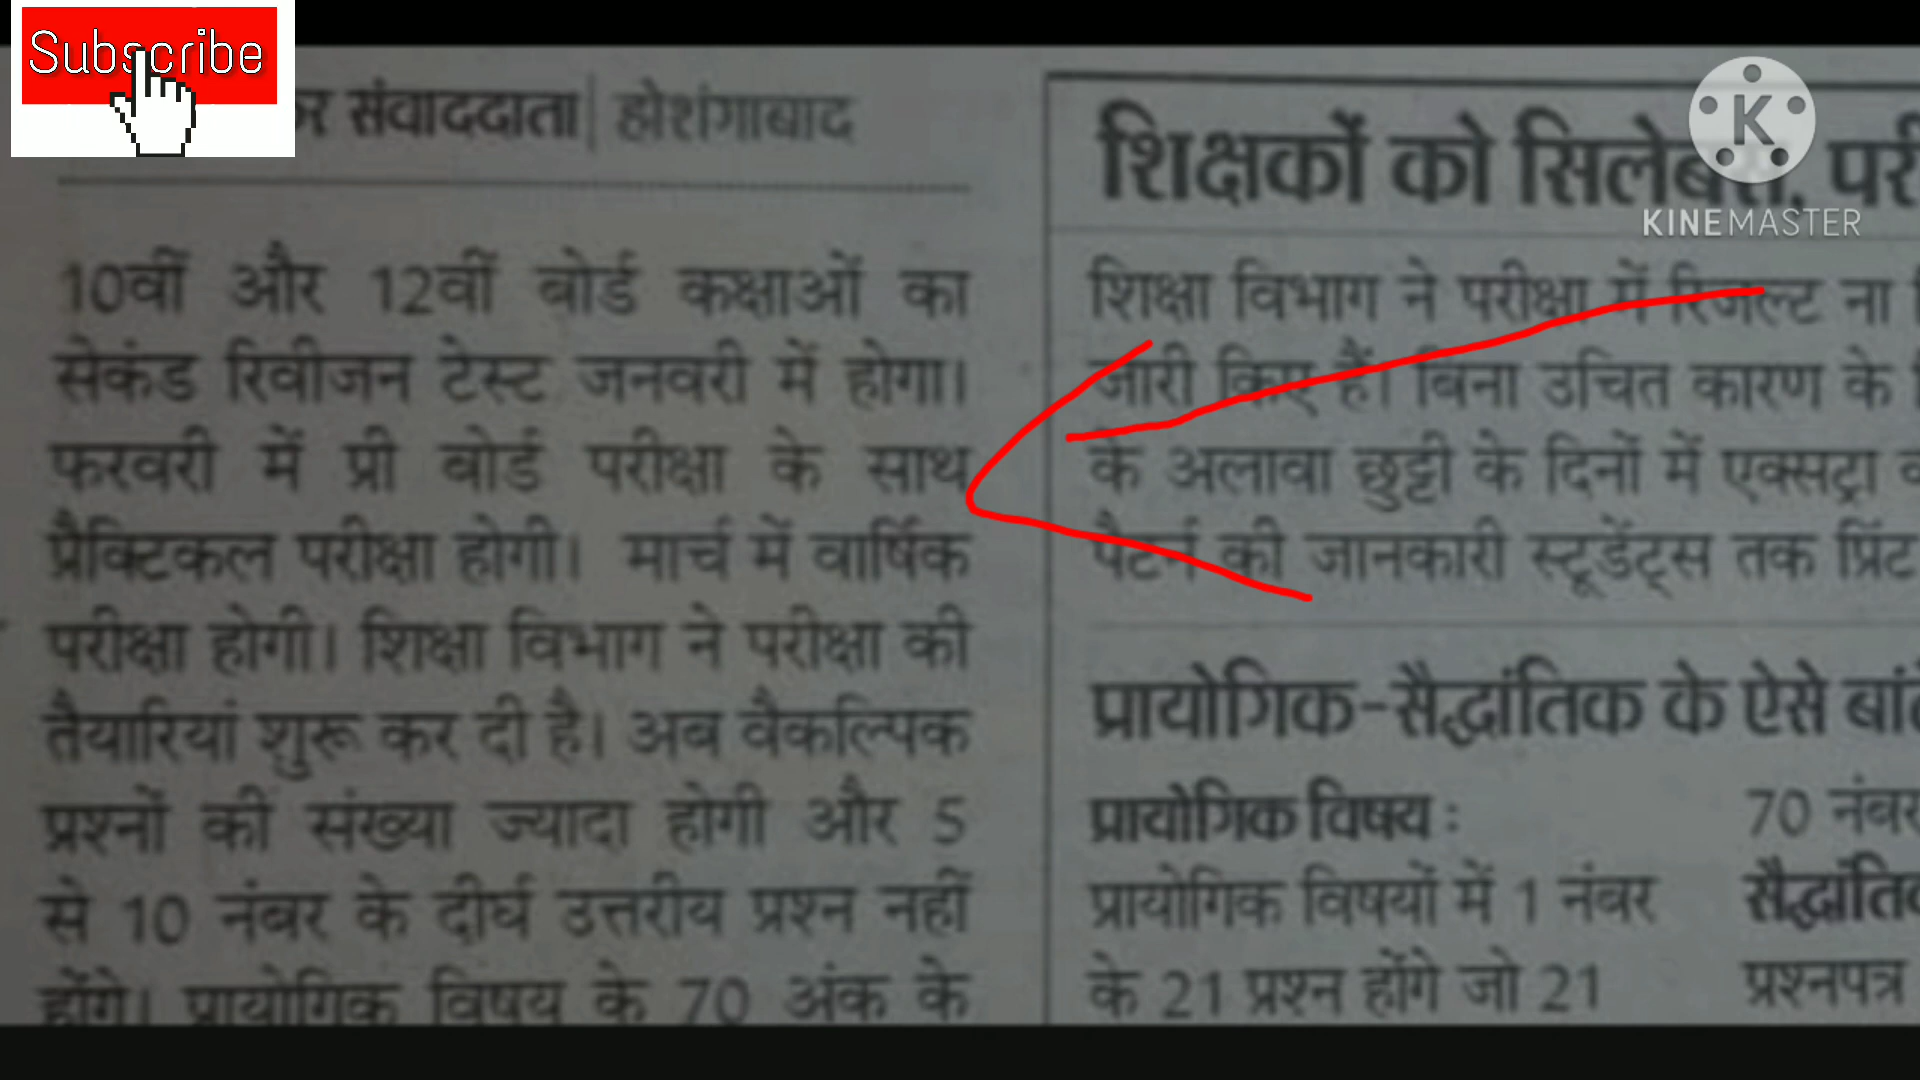 Subscribe
संवाददाता | होशंगाबाद
10वीं और 12वीं बोर्ड कक्षाओं का
सेकंड रिवीजन टेस्ट जनवरी में होगा।
फरवरी में प्री बोर्ड परीक्षा के साथ
प्रैक्टिकल परीक्षा होगी। मार्च में वार्षिक
परीक्षा होगी। शिक्षा विभाग ने परीक्षा की
तैयारियां शुरू कर दी है। अब वैकल्पिक
प्रश्नों की संख्या ज्यादा होगी और 5
से 10 नंबर के दीर्घ उत्तरीय प्रश्न नहीं
होंगे। प्रायोगिक विषय के 70 अंक के
शिक्षकों को
KINEMASTER
शिक्षा विभाग ने परीक्षा में रिजल्ट ना
जारी किए हैं। बिना उचित कारण के
के अलावा छुट्टी के दिनों में एक्सट्रा
पैटर्न की जानकारी स्टूडेंट्स तक प्रिंट
प्रायोगिक-सैद्धांतिक के ऐसे
प्रायोगिक विषय :
प्रायोगिक विषयों में 1 नंबर
के 21 प्रश्न होंगे जो 21
70 नंबर
प्रश्नपत्र